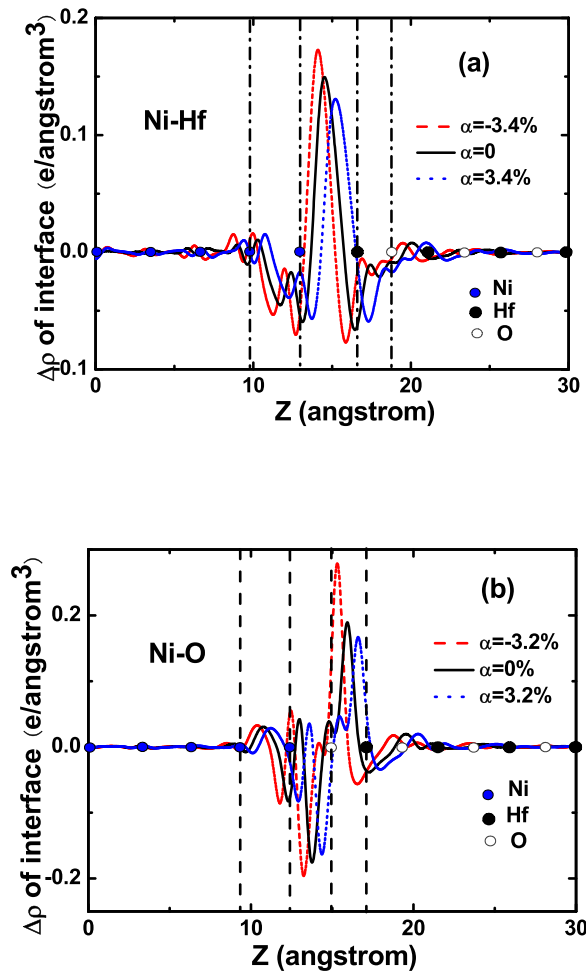 0.2
(a)
Ni-Hf
α=-3.4%
α=0
α=3.4%
0.1
0.0
Ni
Hf
O
0.1
Δρ of interface (e/angstrom3)
0 10 20 30
Z (angstrom)
(b)
0.2
α=-3.2%
α=0%
α=3.2%
Ni-O
0.0
Ni
Hf
O
-0.2
Δρ of interface (e/angstrom3)
0 10 20 30
Z (angstrom)